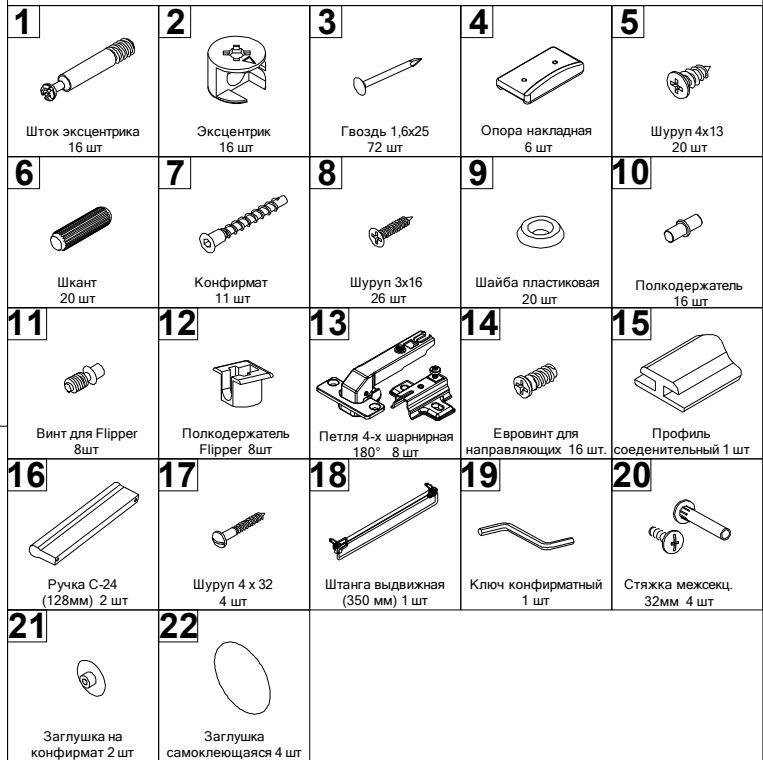 1
Шток эксцентрика
16 шт
2
Эксцентрик
16 шт
3
Гвоздь 1,6х25
72 шт
4
Опора накладная
6 шт
5
Шуруп 4х13
20 шт
6
Шкант
20 шт
7
Конфирмат
11 шт
8
Шуруп 3х16
26 шт
9
Шайба пластиковая
20 шт
10
Полкодержатель
16 шт
11
Винт для Flipper
8шт
12
Полкодержатель
Flipper 8шт
13
Петля 4-х шарнирная
180° 8 шт
14
Евровинт для
направляющих 16 шт.
15
Профиль
соеденительный 1 шт
16
Ручка С-24
(128мм) 2 шт
17
Шуруп 4 х 32
4 шт
18
Штанга выдвижная
(350 мм) 1 шт
19
Ключ конфирматный
1 шт
20
Стяжка межсекц.
32мм 4 шт
21
Заглушка на
конфирмат 2 шт
22
Заглушка
самоклеющаяся 4 шт